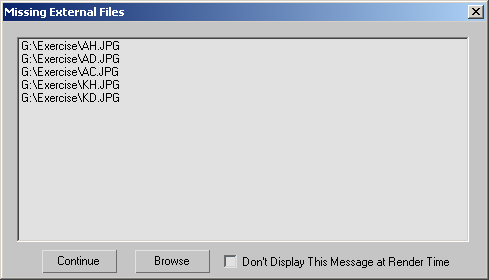 Missing External Files
G:\Exercise\AH.JPG
G:\Exercise\AD.JPG
G:\Exercise\AC.JPG
G:\Exercise\KH.JPG
G:\Exercise\KD.JPG
Continue
Browse
Don't Display This Message at Render Time